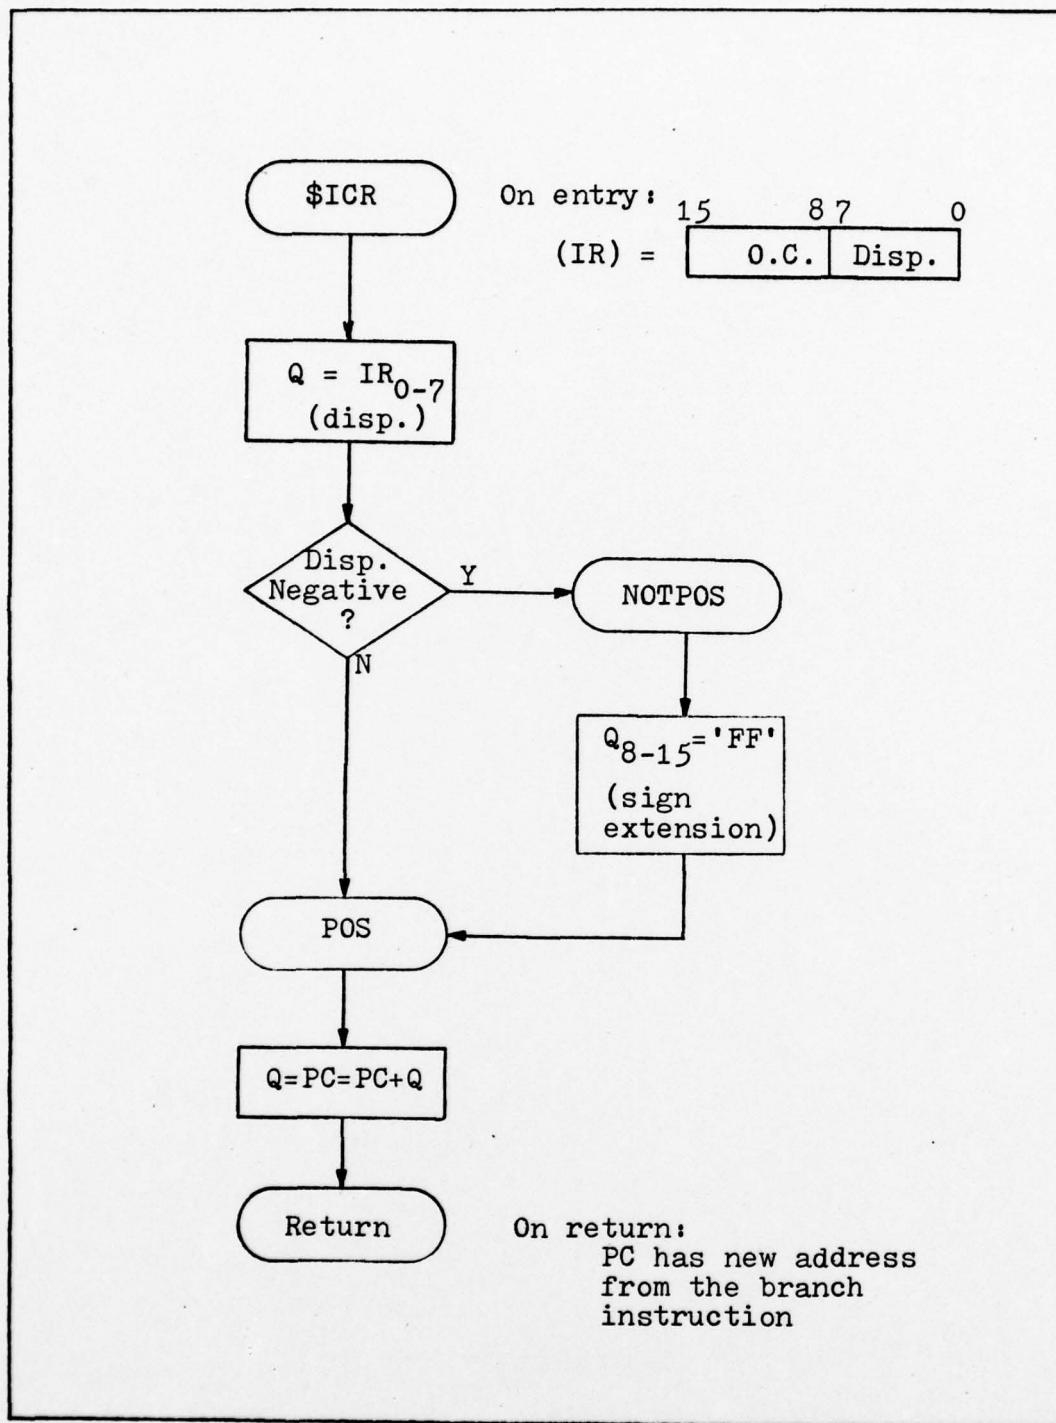 $ICR
On entry:
15 8 7 0
(IR) = O.C. Disp.
Q = IR0-7
(disp.)
Disp.
Negative
?
Y
N
NOTPOS
Q8-15='FF'
(sign
extension)
POS
Q=PC=PC+Q
Return
On return:
PC has new address
from the branch
instruction